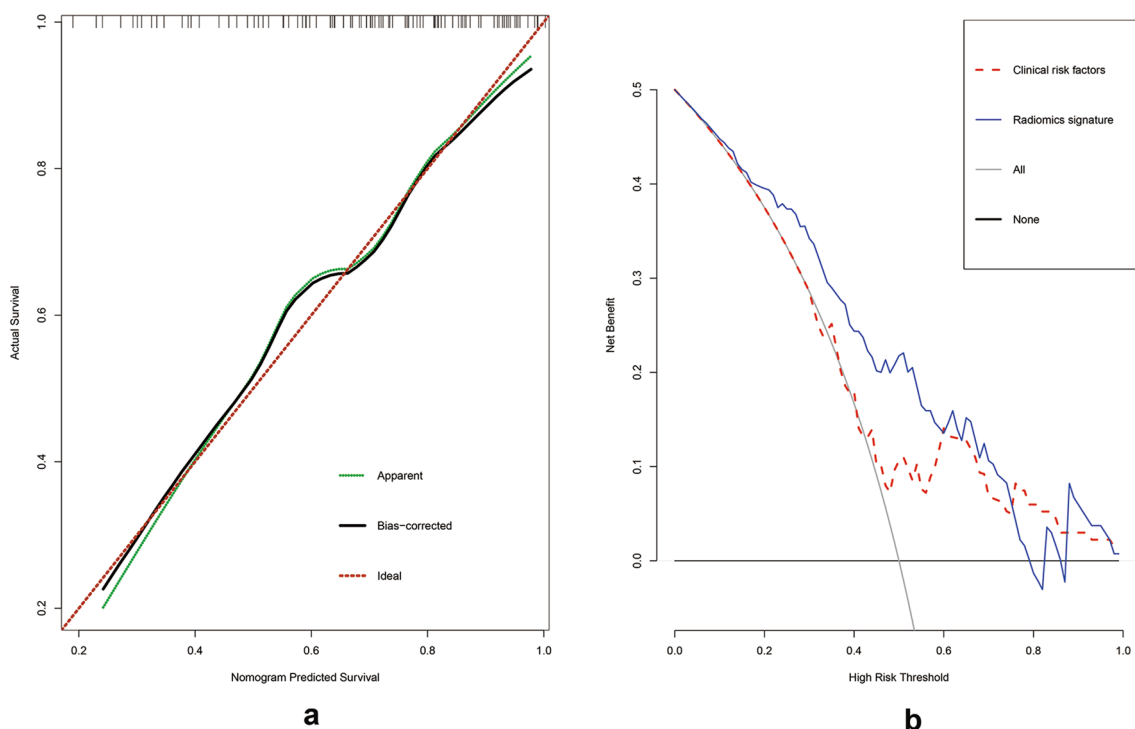 1.0
0.8
0.6
0.4
0.2
Actual Survival
Apparent
Bias−corrected
Ideal
0.2 0.4 0.6 0.8 1.0
Nomogram Predicted Survival
a
Clinical risk factors
Radiomics signature
All
None
0.5
0.4
0.3
0.2
0.1
0.0
Net Benefit
0.0 0.2 0.4 0.6 0.8 1.0
High Risk Threshold
b